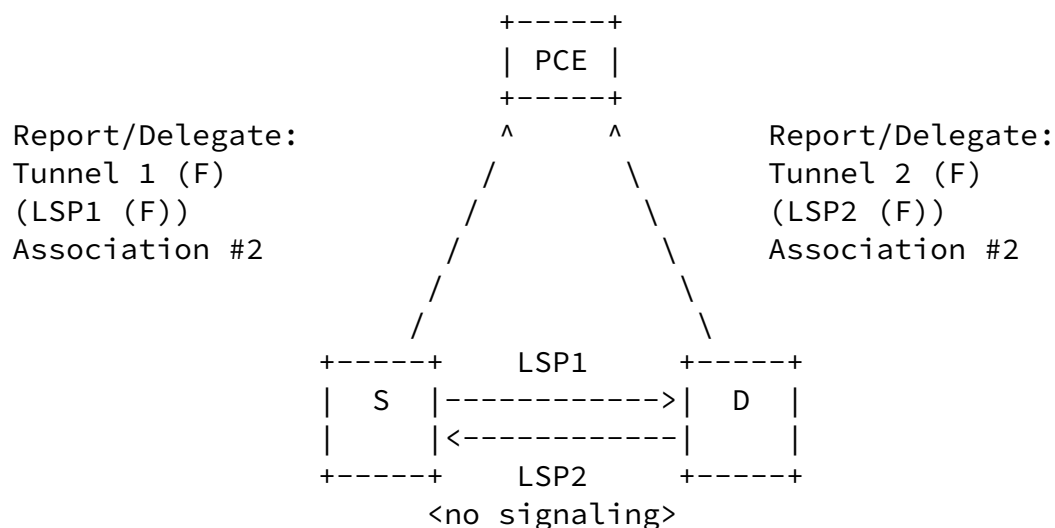 PCE
Report/Delegate:
Tunnel 1 (F)
(LSP1 (F))
Association #2
Report/Delegate:
Tunnel 2 (F)
(LSP2 (F))
Association #2
LSP1
S
D
LSP2
<no signaling>